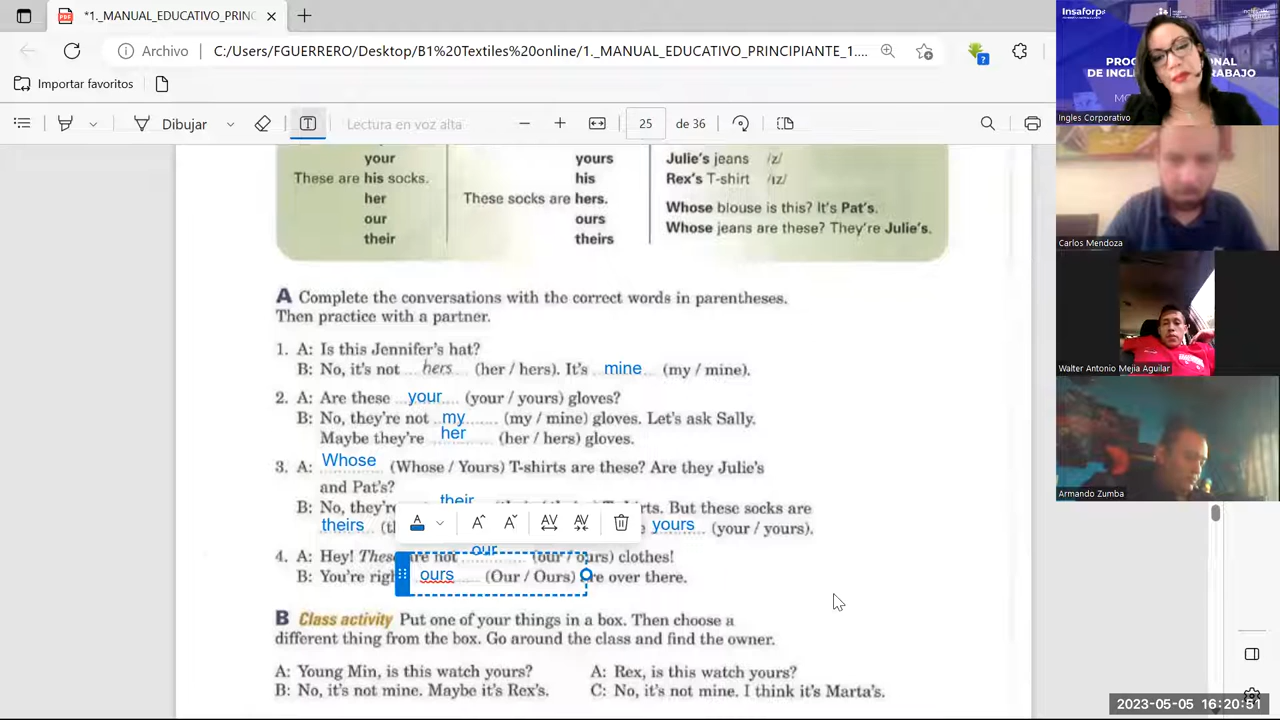 *1._MANUAL_EDUCATIVO_PRINC
Archivo
C:/Users/FGUERRERO/Desktop/B1%20Textiles%20online/1._MANUAL_EDUCATIVO_PRINCIPIANTE_1....
Importar favoritos
Dibujar
Lectura en voz alta
25
de 36
your
yours
Julie's jeans /z/
These are his socks.
his
Rex's T-shirt /ɪz/
her
These socks are hers.
our
ours
Whose blouse is this? It's Pat's.
their
theirs
Whose jeans are these? They're Julie's.
A Complete the conversations with the correct words in parentheses.
Then practice with a partner.
1. A: Is this Jennifer's hat?
B: No, it's not hers (her / hers). It's mine (my / mine).
2. A: Are these your (your / yours) gloves?
B: No, they're not my (my / mine) gloves. Let's ask Sally.
Maybe they're her (her / hers) gloves.
3. A: Whose (Whose / Yours) T-shirts are these? Are they Julie's
and Pat's?
B: No, they're their But these socks are
theirs yours (your / yours).
4. A: Hey! These are not our (our / ours) clothes!
B: You're righ ours (Our / Ours) are over there.
B Class activity Put one of your things in a box. Then choose a
different thing from the box. Go around the class and find the owner.
A: Young Min, is this watch yours?
B: No, it's not mine. Maybe it's Rex's.
A: Rex, is this watch yours?
C: No, it's not mine. I think it's Marta's.
Insaforp
Ingles Corporativo
Carlos Mendoza
Walter Antonio Mejia Aguilar
Armando Zumba
2023-05-05 16:20:51